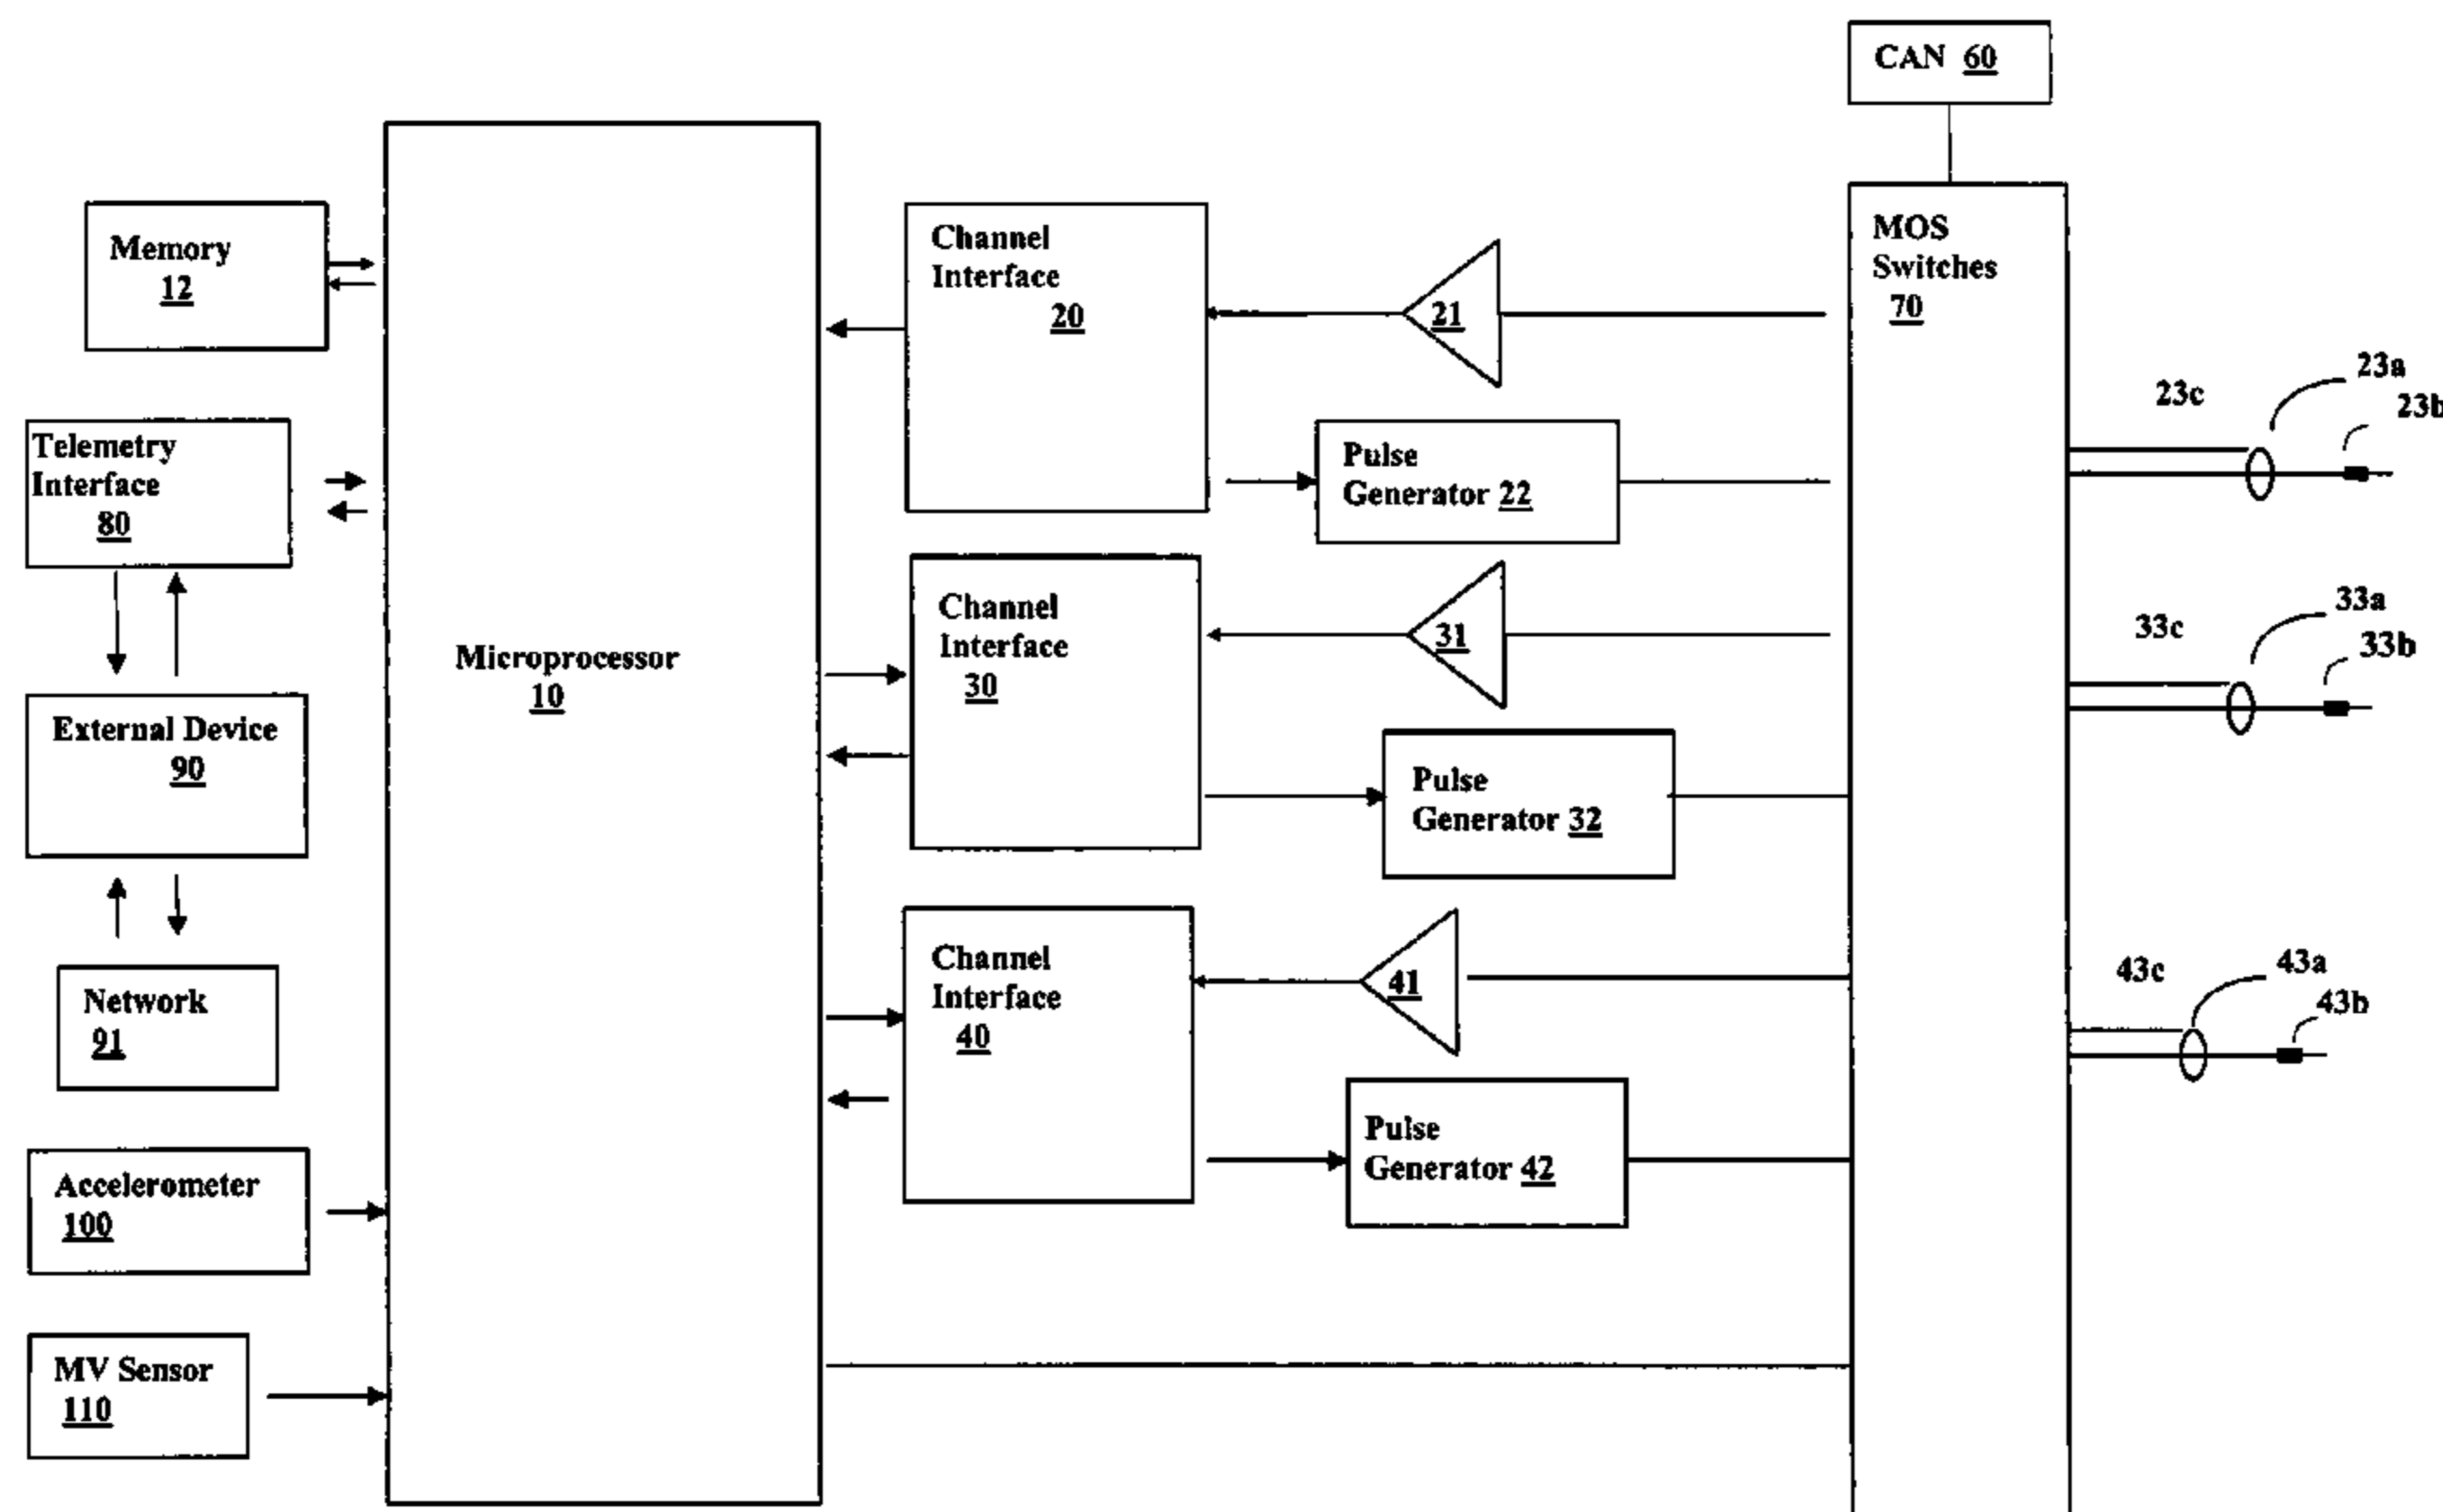 CAN 60
MOS
Switches
70
Memory
12
Channel
Interface
20
21
Telemetry
Interface
80
Pulse
Generator 22
23c
23a
23b
Channel
Interface
30
31
33c
33a
33b
Microprocessor
10
External Device
90
Pulse
Generator 32
Network
91
Channel
Interface
40
41
43c
43a
43b
Pulse
Generator 42
Accelerometer
100
MV Sensor
110